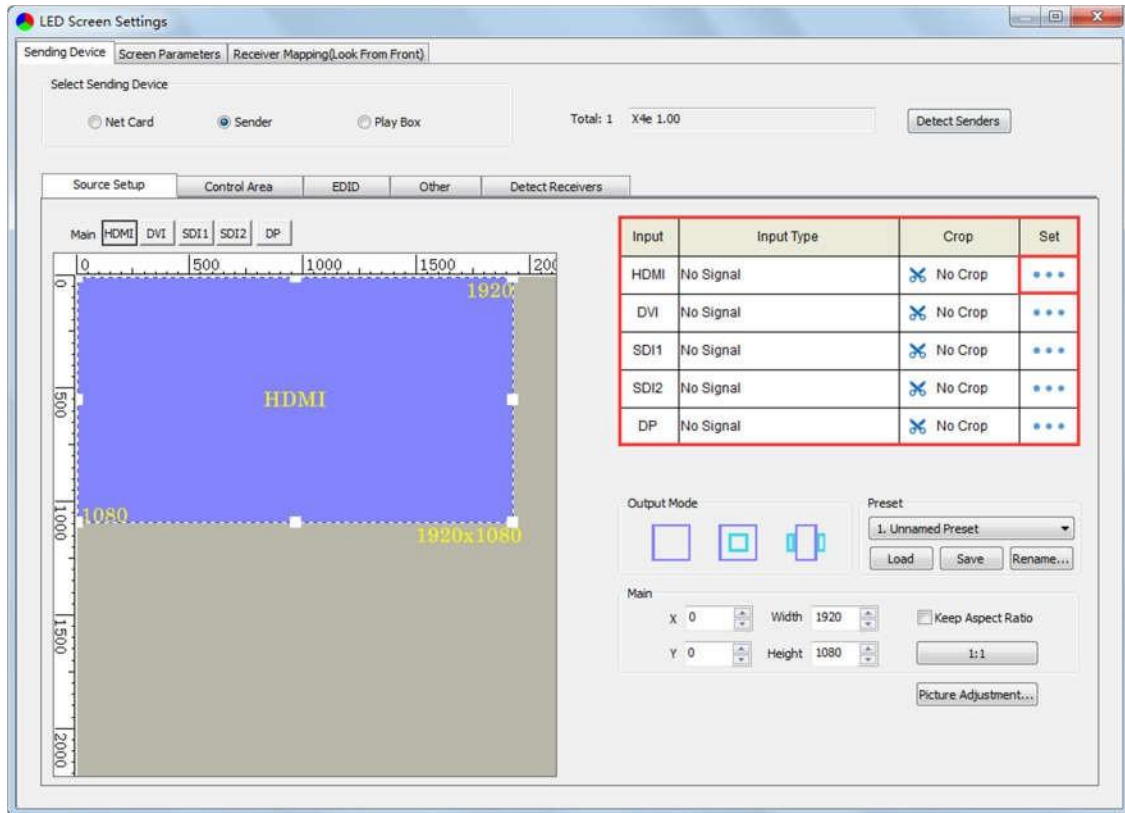 LED Screen Settings
Sending Device Screen Parameters Receiver Mapping(Look From Front)
Select Sending Device
Net Card Sender Play Box Total: 1 X4e 1.00 Detect Senders
Source Setup Control Area EDID Other Detect Receivers
Main HDMI DVI SDI1 SDI2 DP
0 500 1000 1500 200
0 500 1000 1500 2000
1920
HDMI
1080
1920x1080
Input Input Type Crop Set
HDMI No Signal No Crop
DVI No Signal No Crop
SDI1 No Signal No Crop
SDI2 No Signal No Crop
DP No Signal No Crop
Output Mode
Preset
1. Unnamed Preset
Load Save Rename...
Main
X 0 Width 1920 Keep Aspect Ratio
Y 0 Height 1080 1:1
Picture Adjustment...